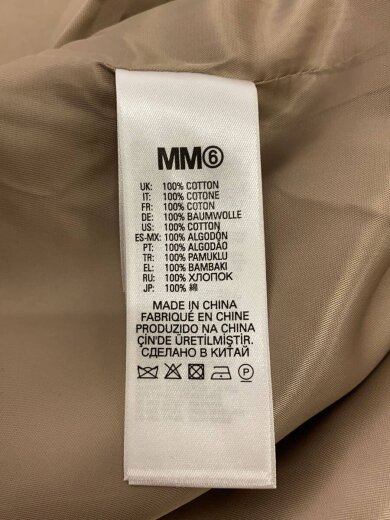 MM⑥
UK: 100% COTTON
IT: 100% COTONE
FR: 100% COTON
DE: 100% BAUMWOLLE
US: 100% COTTON
ES-MX: 100% ALGODÓN
PT: 100% ALGODÃO
TR: 100% PAMUKLU
EL: 100% BAMBAKI
RU: 100% ХЛОПОК
JP: 100% 綿
MADE IN CHINA
FABRIQUÉ EN CHINE
PRODUZIDO NA CHINA
ÇİN'DE ÜRETİLMİŞTİR.
СДЕЛАНО В КИТАЙ
P